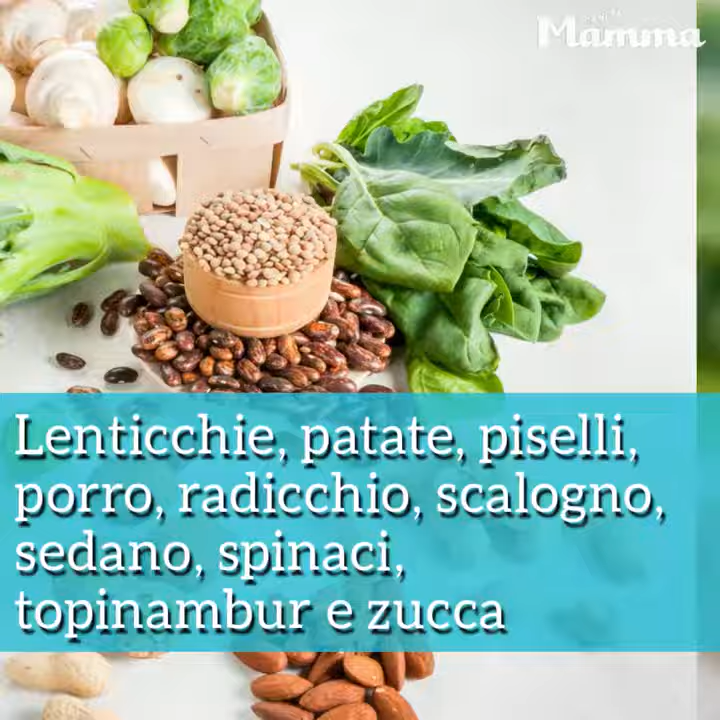 Mamma
Lenticchie, patate, piselli,
porro, radicchio, scalogno,
sedano, spinaci,
topinambur e zucca